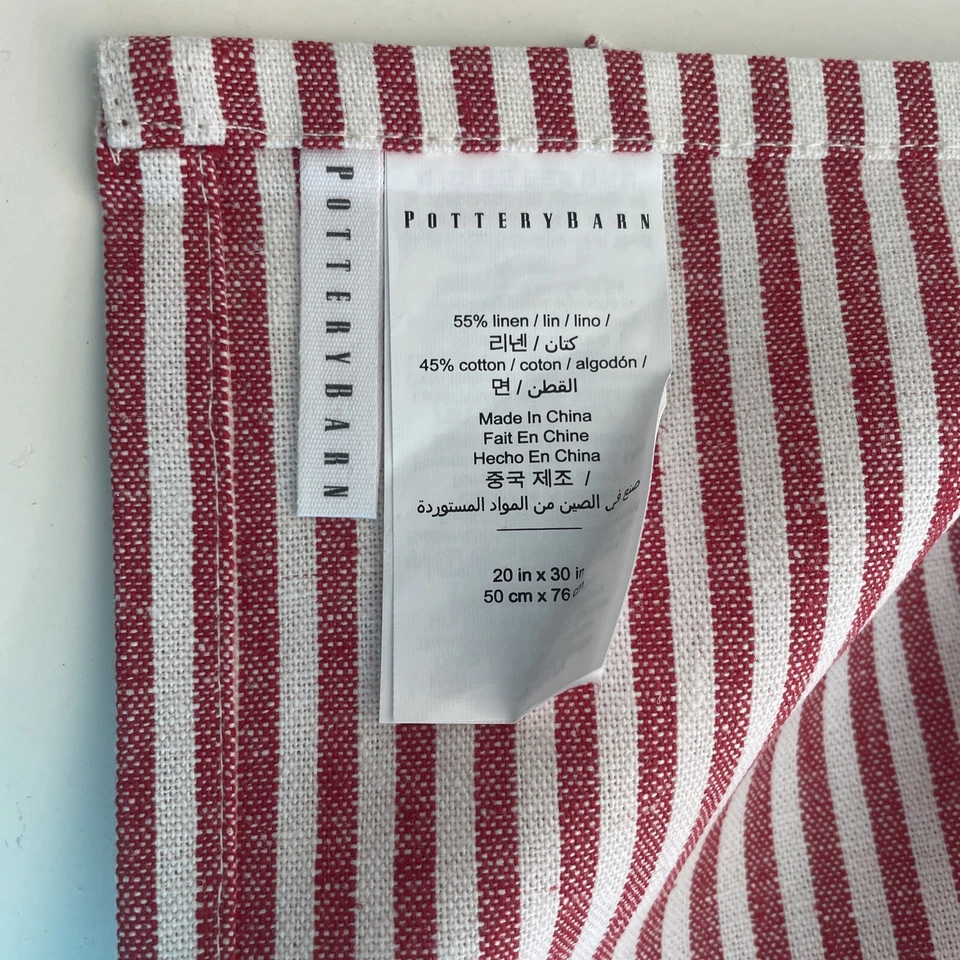 POTTERYBARN
POTTERYBARN
55% linen / lin / lino /
리넨 / كتان
45% cotton / coton / algodón /
면 / القطن
Made In China
Fait En Chine
Hecho En China
중국 제조 /
صنع في الصين من المواد المستوردة
20 in x 30 in
50 cm x 76 cm